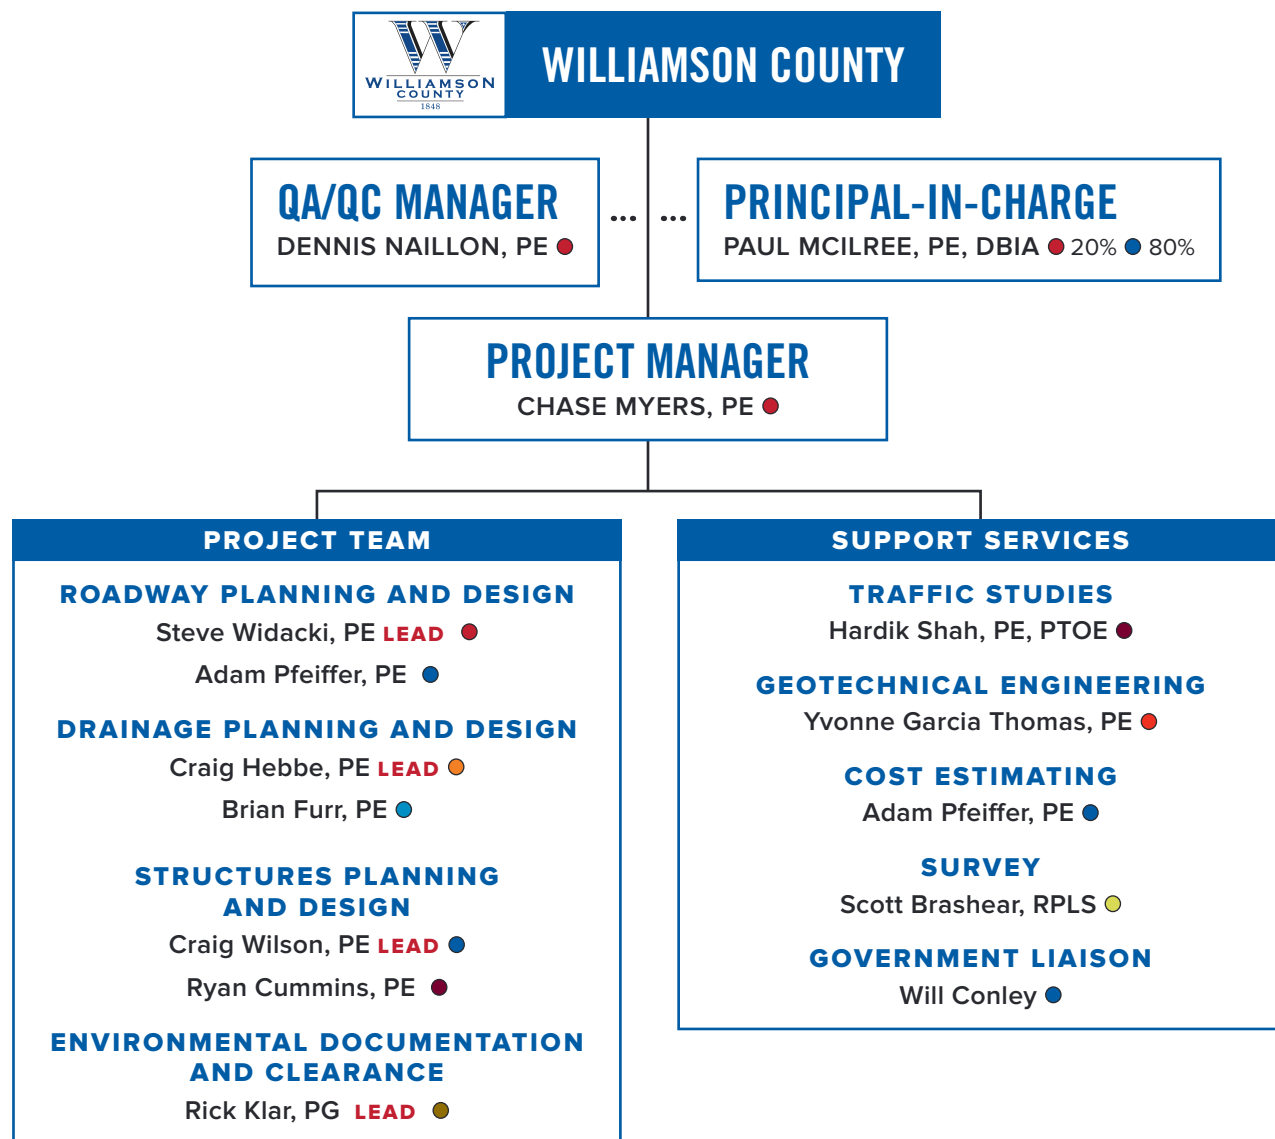 WILLIAMSON
COUNTY
1848
WILLIAMSON COUNTY
QA/QC MANAGER
DENNIS NAILLON, PE
...
...
PRINCIPAL-IN-CHARGE
PAUL MCILREE, PE, DBIA 20% 80%
PROJECT MANAGER
CHASE MYERS, PE
PROJECT TEAM
ROADWAY PLANNING AND DESIGN
Steve Widacki, PE LEAD
Adam Pfeiffer, PE
DRAINAGE PLANNING AND DESIGN
Craig Hebbe, PE LEAD
Brian Furr, PE
STRUCTURES PLANNING
AND DESIGN
Craig Wilson, PE LEAD
Ryan Cummins, PE
ENVIRONMENTAL DOCUMENTATION
AND CLEARANCE
Rick Klar, PG LEAD
SUPPORT SERVICES
TRAFFIC STUDIES
Hardik Shah, PE, PTOE
GEOTECHNICAL ENGINEERING
Yvonne Garcia Thomas, PE
COST ESTIMATING
Adam Pfeiffer, PE
SURVEY
Scott Brashear, RPLS
GOVERNMENT LIAISON
Will Conley